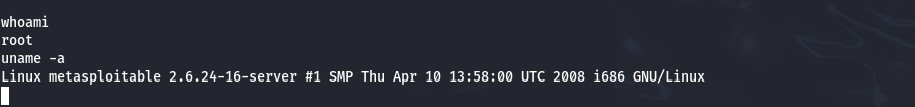 whoami
root
uname -a
Linux metasploitable 2.6.24-16-server #1 SMP Thu Apr 10 13:58:00 UTC 2008 i686 GNU/Linux